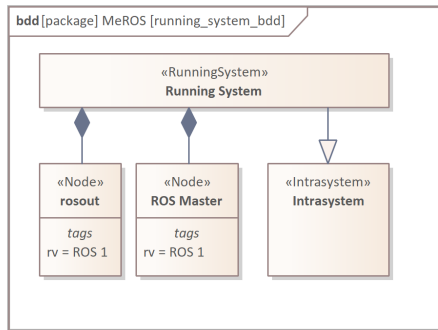 bdd [package] MeROS [running_system_bdd]
«RunningSystem»
Running System
«Node»
rosout
tags
rv = ROS 1
«Node»
ROS Master
tags
rv = ROS 1
«Intrasystem»
Intrasystem